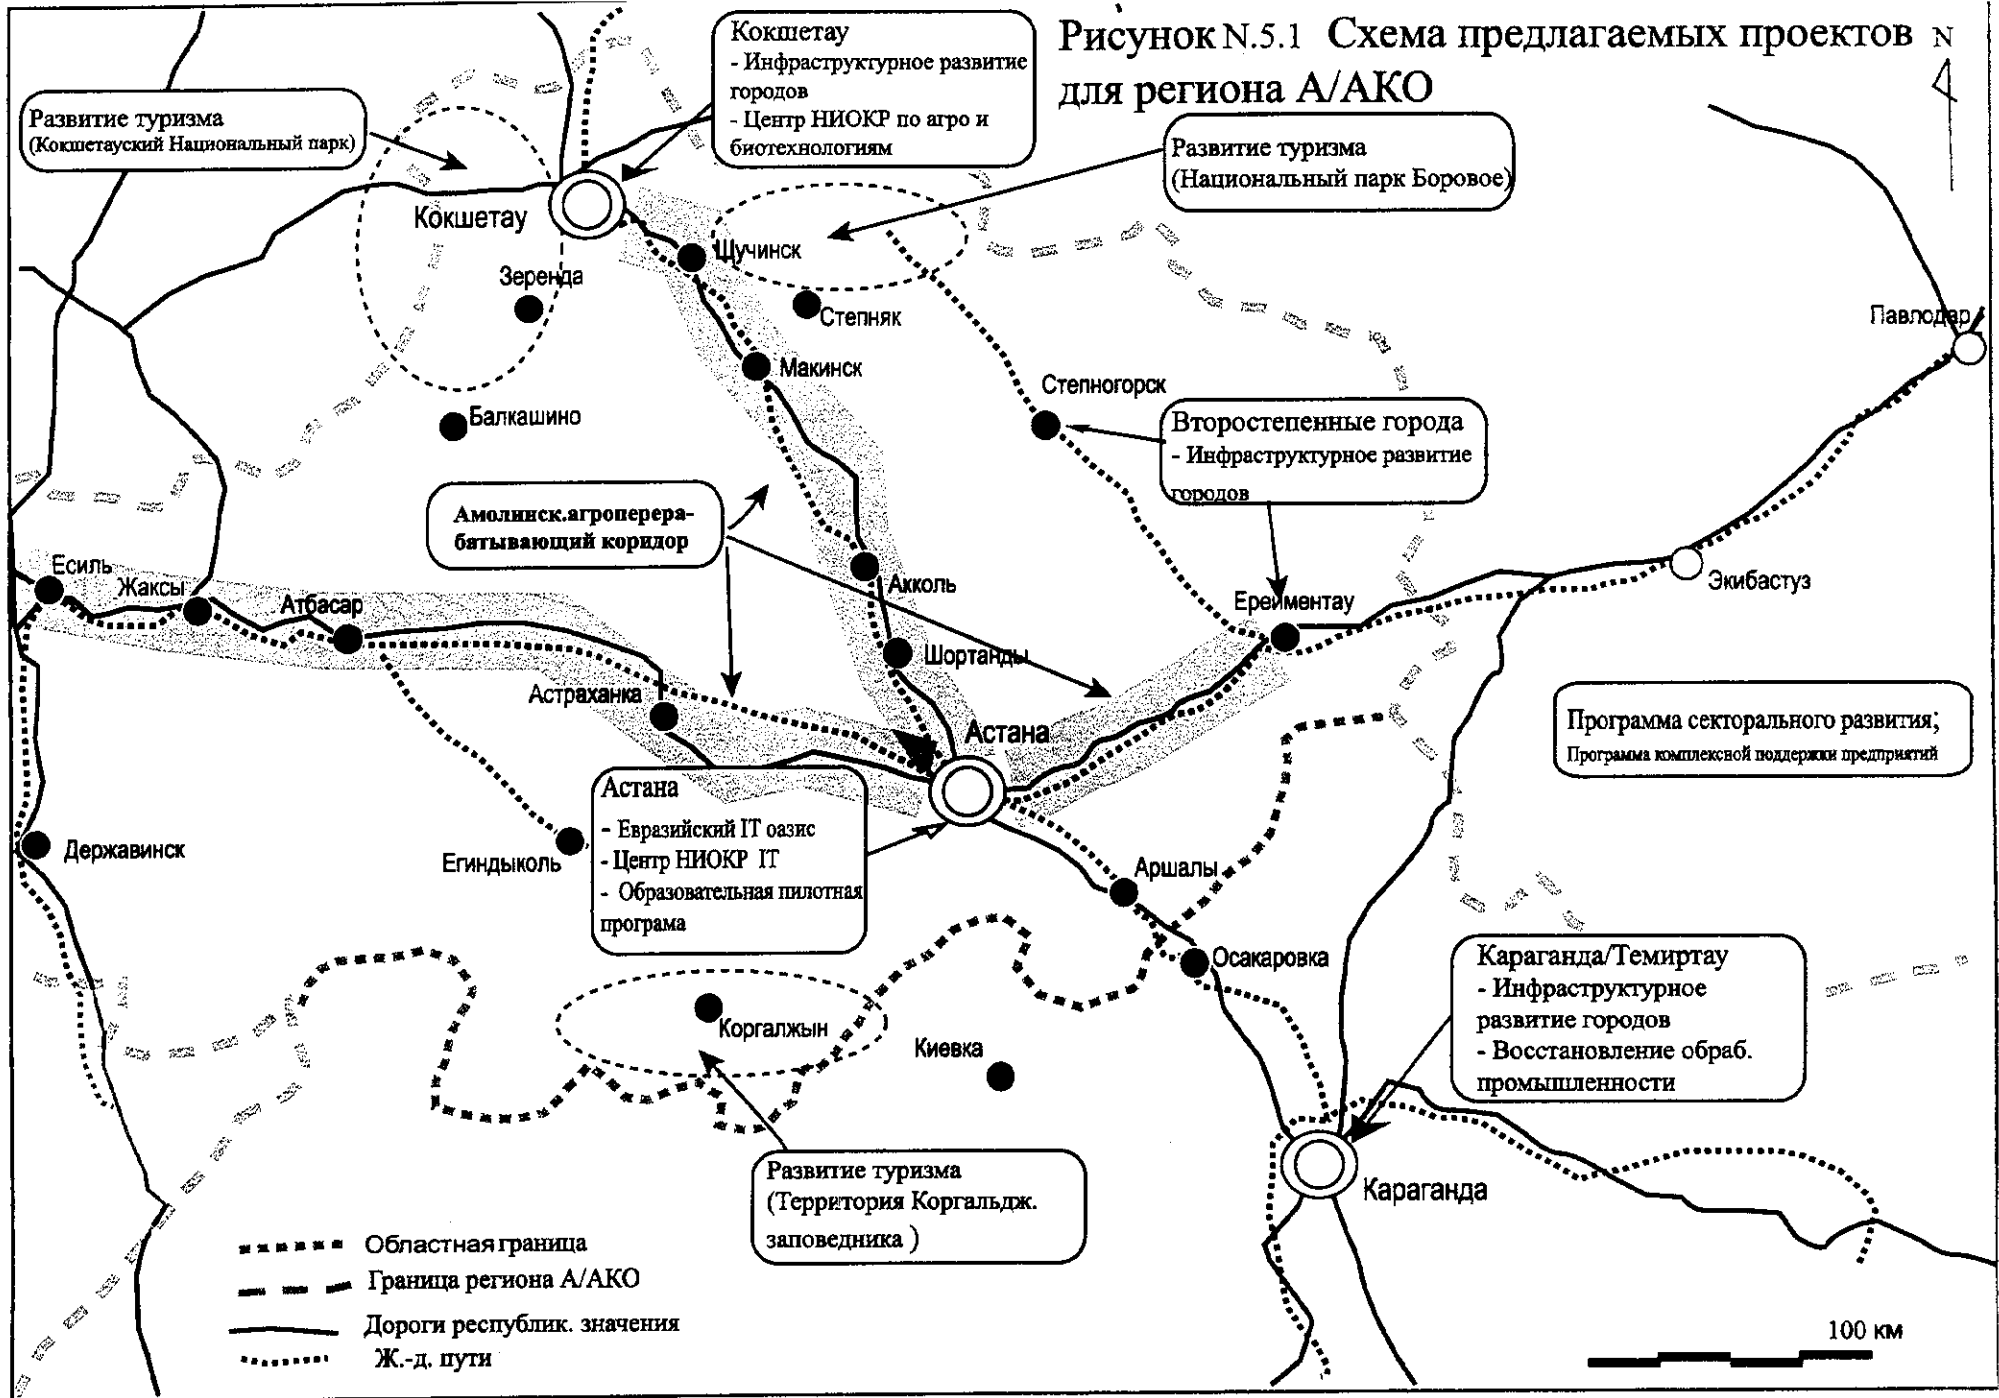 Рисунок N.5.1 Схема предлагаемых проектов
для региона А/АКО
N
Кокшетау
- Инфраструктурное развитие
городов
- Центр НИОКР по агро и
биотехнологиям
Развитие туризма
(Кокшетауский Национальный парк)
Развитие туризма
(Национальный парк Боровое)
Кокшетау
Щучинск
Зеренда
Степняк
Павлодар
Макинск
Степногорск
Балкашино
Второстепенные города
- Инфраструктурное развитие
городов
Амолинск.агроперера-
батывающий коридор
Есиль
Жаксы
Атбасар
Акколь
Ерейментау
Экибастуз
Шортанды
Астраханка
Астана
Программа секторального развития;
Программа комплексной поддержки предприятий
Астана
- Евразийский IT оазис
- Центр НИОКР IT
- Образовательная пилотная
програма
Державинск
Егиндыколь
Аршалы
Осакаровка
Караганда/Темиртау
- Инфраструктурное
развитие городов
- Восстановление обраб.
промышленности
Коргалжын
Киевка
Развитие туризма
(Территория Коргальдж.
заповедника )
Караганда
Областная граница
Граница региона А/АКО
Дороги республик. значения
Ж.-д. пути
100 км